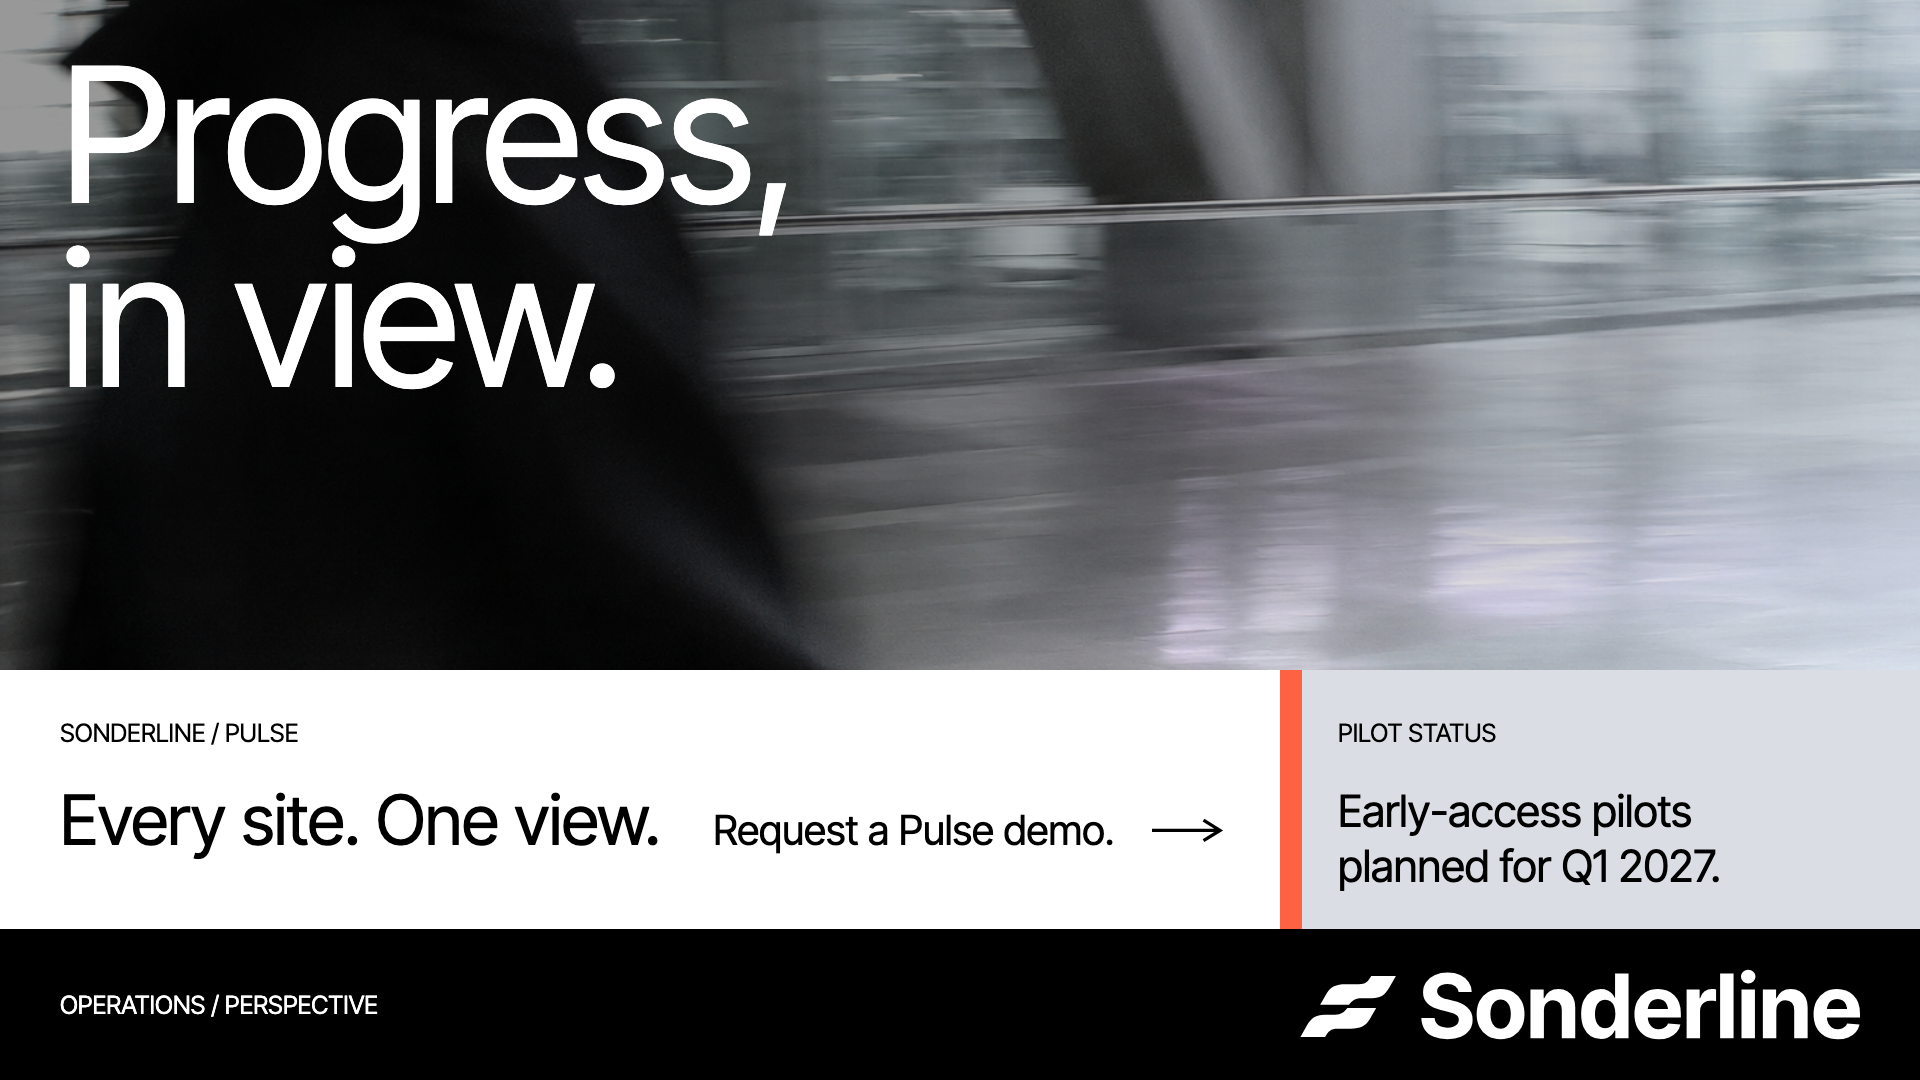 Progress,
in view.
SONDERLINE / PULSE
Every site. One view.
Request a Pulse demo.
PILOT STATUS
Early-access pilots
planned for Q1 2027.
OPERATIONS / PERSPECTIVE
Sonderline